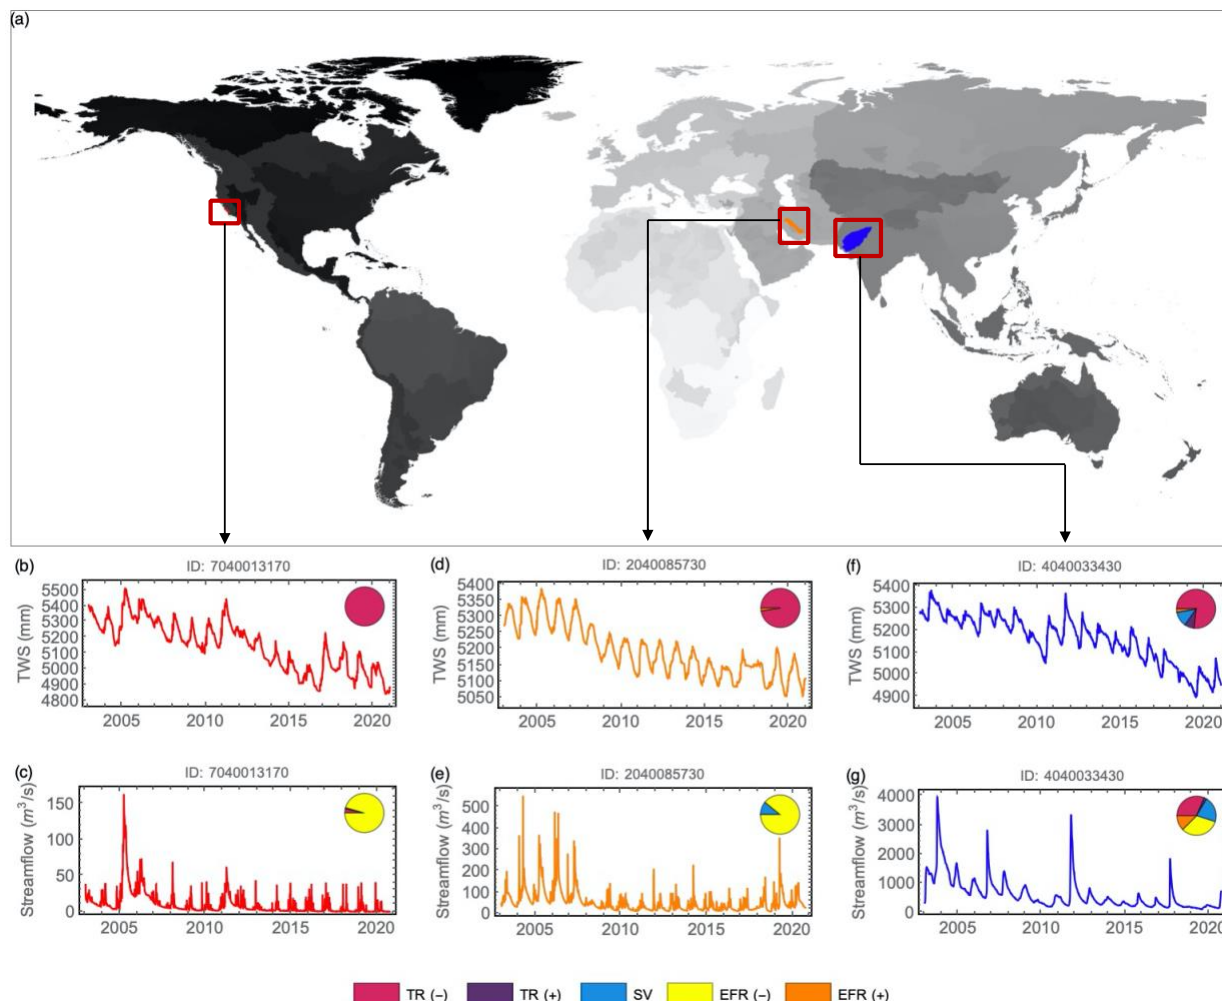 (a)
(b) ID: 7040013170
TWS (mm)
5500
5400
5300
5200
5100
5000
4900
4800
2005 2010 2015 2020
(d) ID: 2040085730
TWS (mm)
5400
5350
5300
5250
5200
5150
5100
5050
2005 2010 2015 2020
(f) ID: 4040033430
TWS (mm)
5400
5300
5200
5100
5000
4900
2005 2010 2015 2020
(c) ID: 7040013170
Streamflow (m³/s)
150
100
50
0
2005 2010 2015 2020
(e) ID: 2040085730
Streamflow (m³/s)
500
400
300
200
100
0
2005 2010 2015 2020
(g) ID: 4040033430
Streamflow (m³/s)
4000
3000
2000
1000
0
2005 2010 2015 2020
TR (−) TR (+) SV EFR (−) EFR (+)